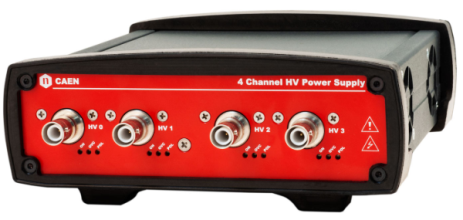 n CAEN
4 Channel HV Power Supply
HV 0
HV 1
HV 2
HV 3